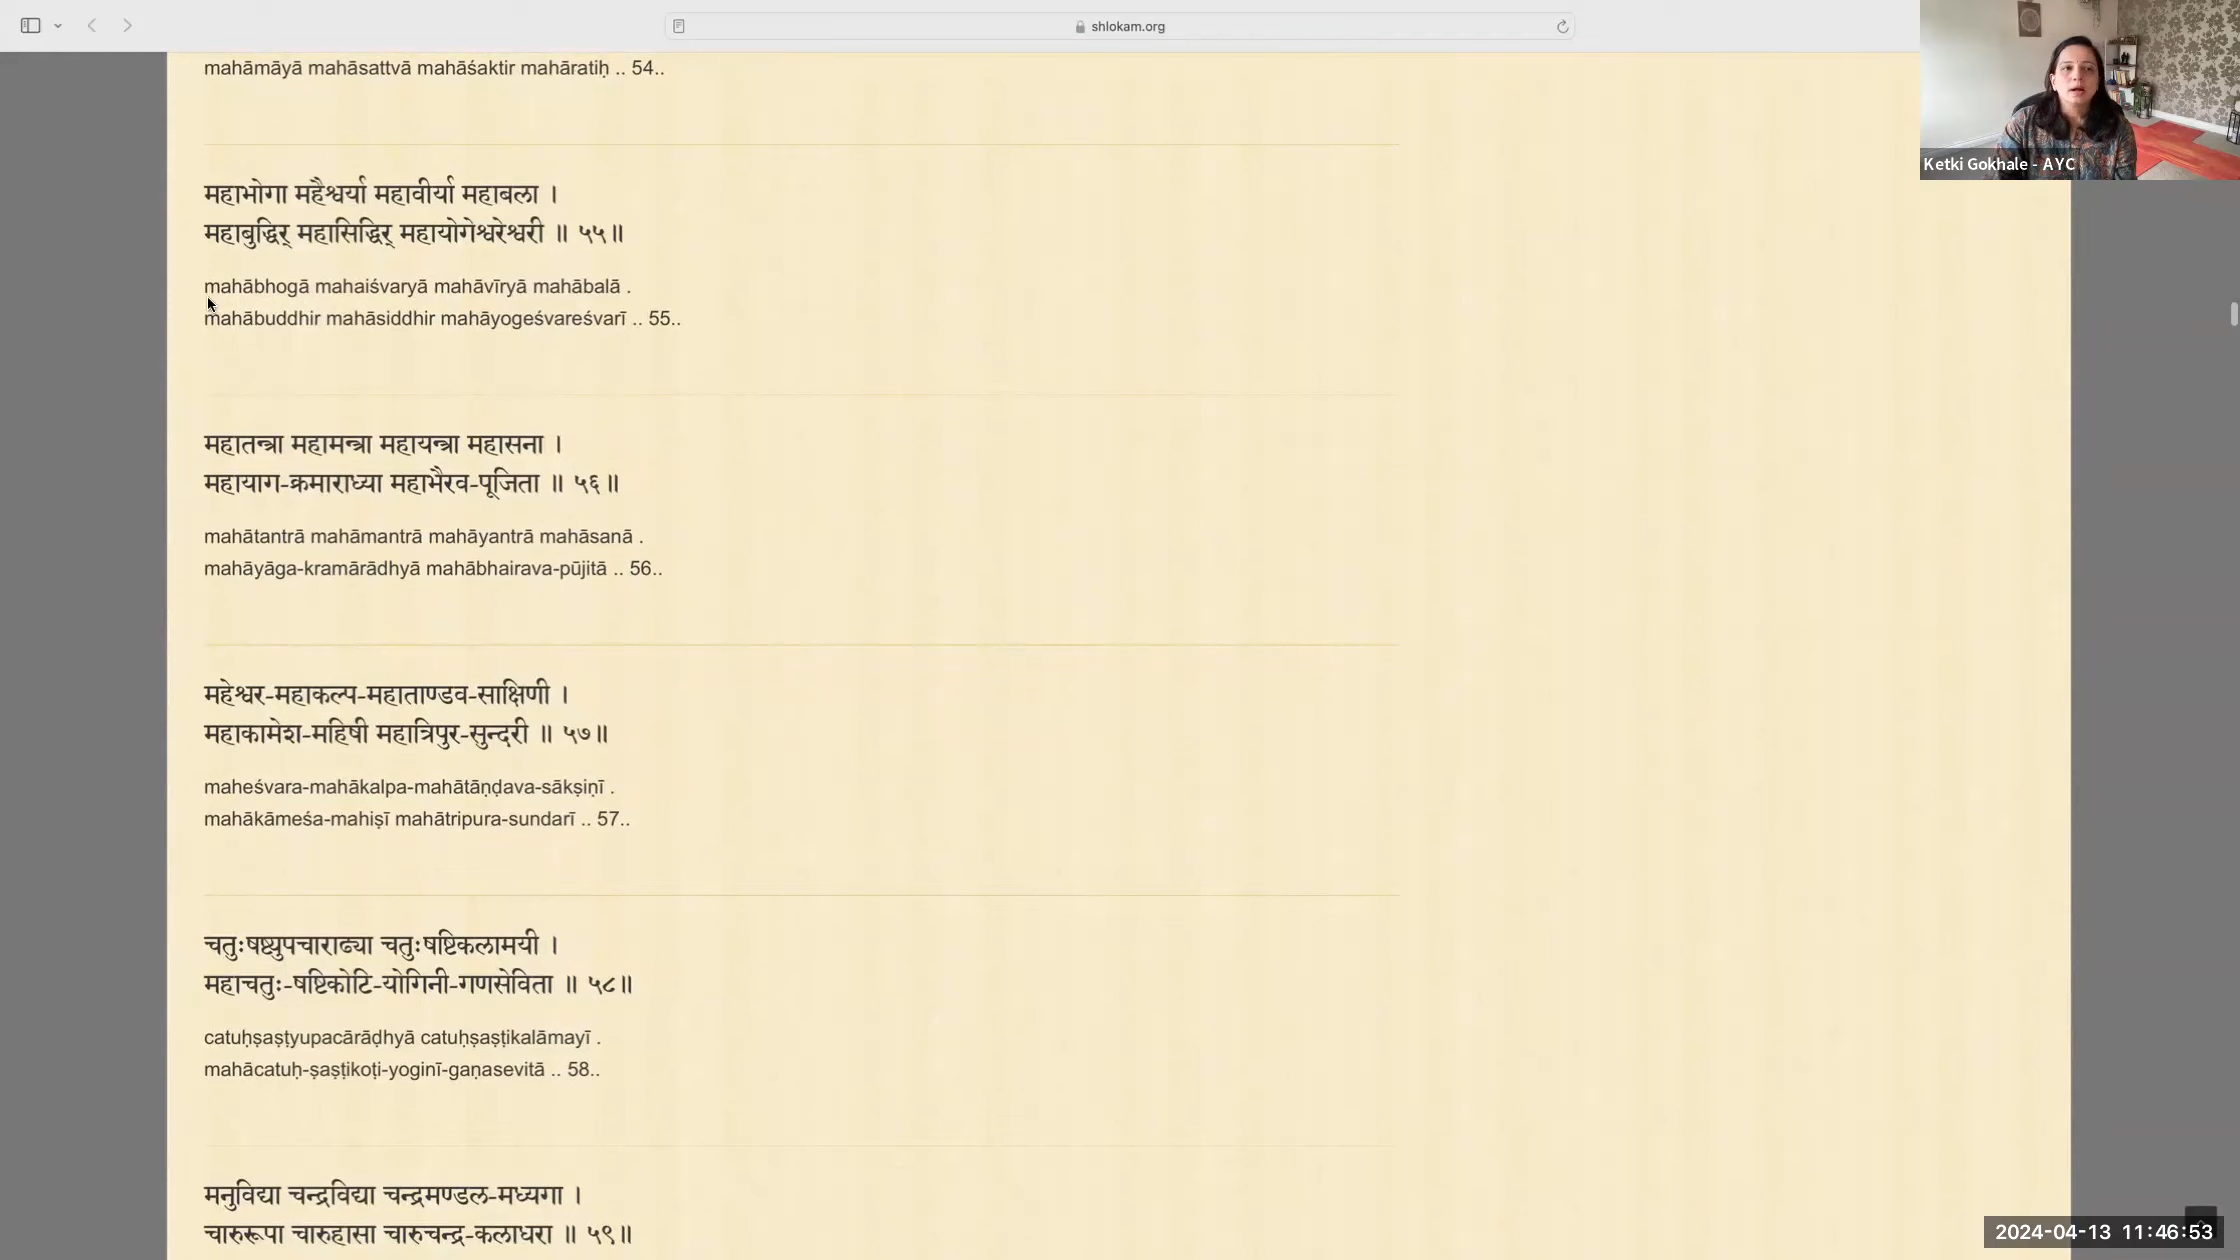 shlokam.org
mahāmāyā mahāsattvā mahāśaktir mahāratiḥ .. 54..
Ketki Gokhale - AYC
महाभोगा महैश्वर्या महावीर्या महाबला ।
महाबुद्धिर् महासिद्धिर् महायोगेश्वरेश्वरी ॥ ५५॥
mahābhogā mahaiśvaryā mahāvīryā mahābalā .
mahābuddhir mahāsiddhir mahāyogeśvareśvarī .. 55..
महातन्त्रा महामन्त्रा महायन्त्रा महासना ।
महायाग-क्रमाराध्या महाभैरव-पूजिता ॥ ५६॥
mahātantrā mahāmantrā mahāyantrā mahāsanā .
mahāyāga-kramārādhyā mahābhairava-pūjitā .. 56..
महेश्वर-महाकल्प-महाताण्डव-साक्षिणी ।
महाकामेश-महिषी महात्रिपुर-सुन्दरी ॥ ५७॥
maheśvara-mahākalpa-mahātāṇḍava-sākṣiṇī .
mahākāmeśa-mahiṣī mahātripura-sundarī .. 57..
चतुःषष्ट्युपचाराढ्या चतुःषष्टिकलामयी ।
महाचतुः-षष्टिकोटि-योगिनी-गणसेविता ॥ ५८॥
catuḥṣaṣṭyupacārāḍhyā catuḥṣaṣṭikalāmayī .
mahācatuḥ-ṣaṣṭikoṭi-yoginī-gaṇasevitā .. 58..
मनुविद्या चन्द्रविद्या चन्द्रमण्डल-मध्यगा ।
चारुरूपा चारुहासा चारुचन्द्र-कलाधरा ॥ ५९॥
2024-04-13 11:46:53